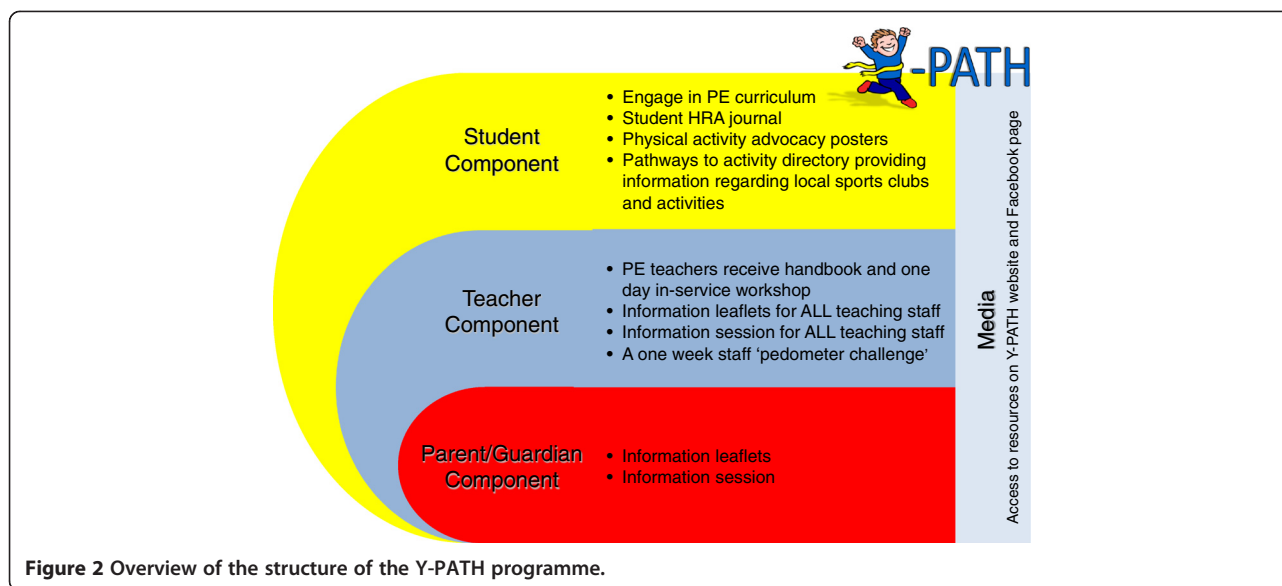 -PATH
Student
Component
• Engage in PE curriculum
• Student HRA journal
• Physical activity advocacy posters
• Pathways to activity directory providing
information regarding local sports clubs
and activities
Teacher
Component
• PE teachers receive handbook and one
day in-service workshop
• Information leaflets for ALL teaching staff
• Information session for ALL teaching staff
• A one week staff ‘pedometer challenge’
Parent/Guardian
Component
• Information leaflets
• Information session
Media
Access to resources on Y-PATH website and Facebook page
Figure 2 Overview of the structure of the Y-PATH programme.